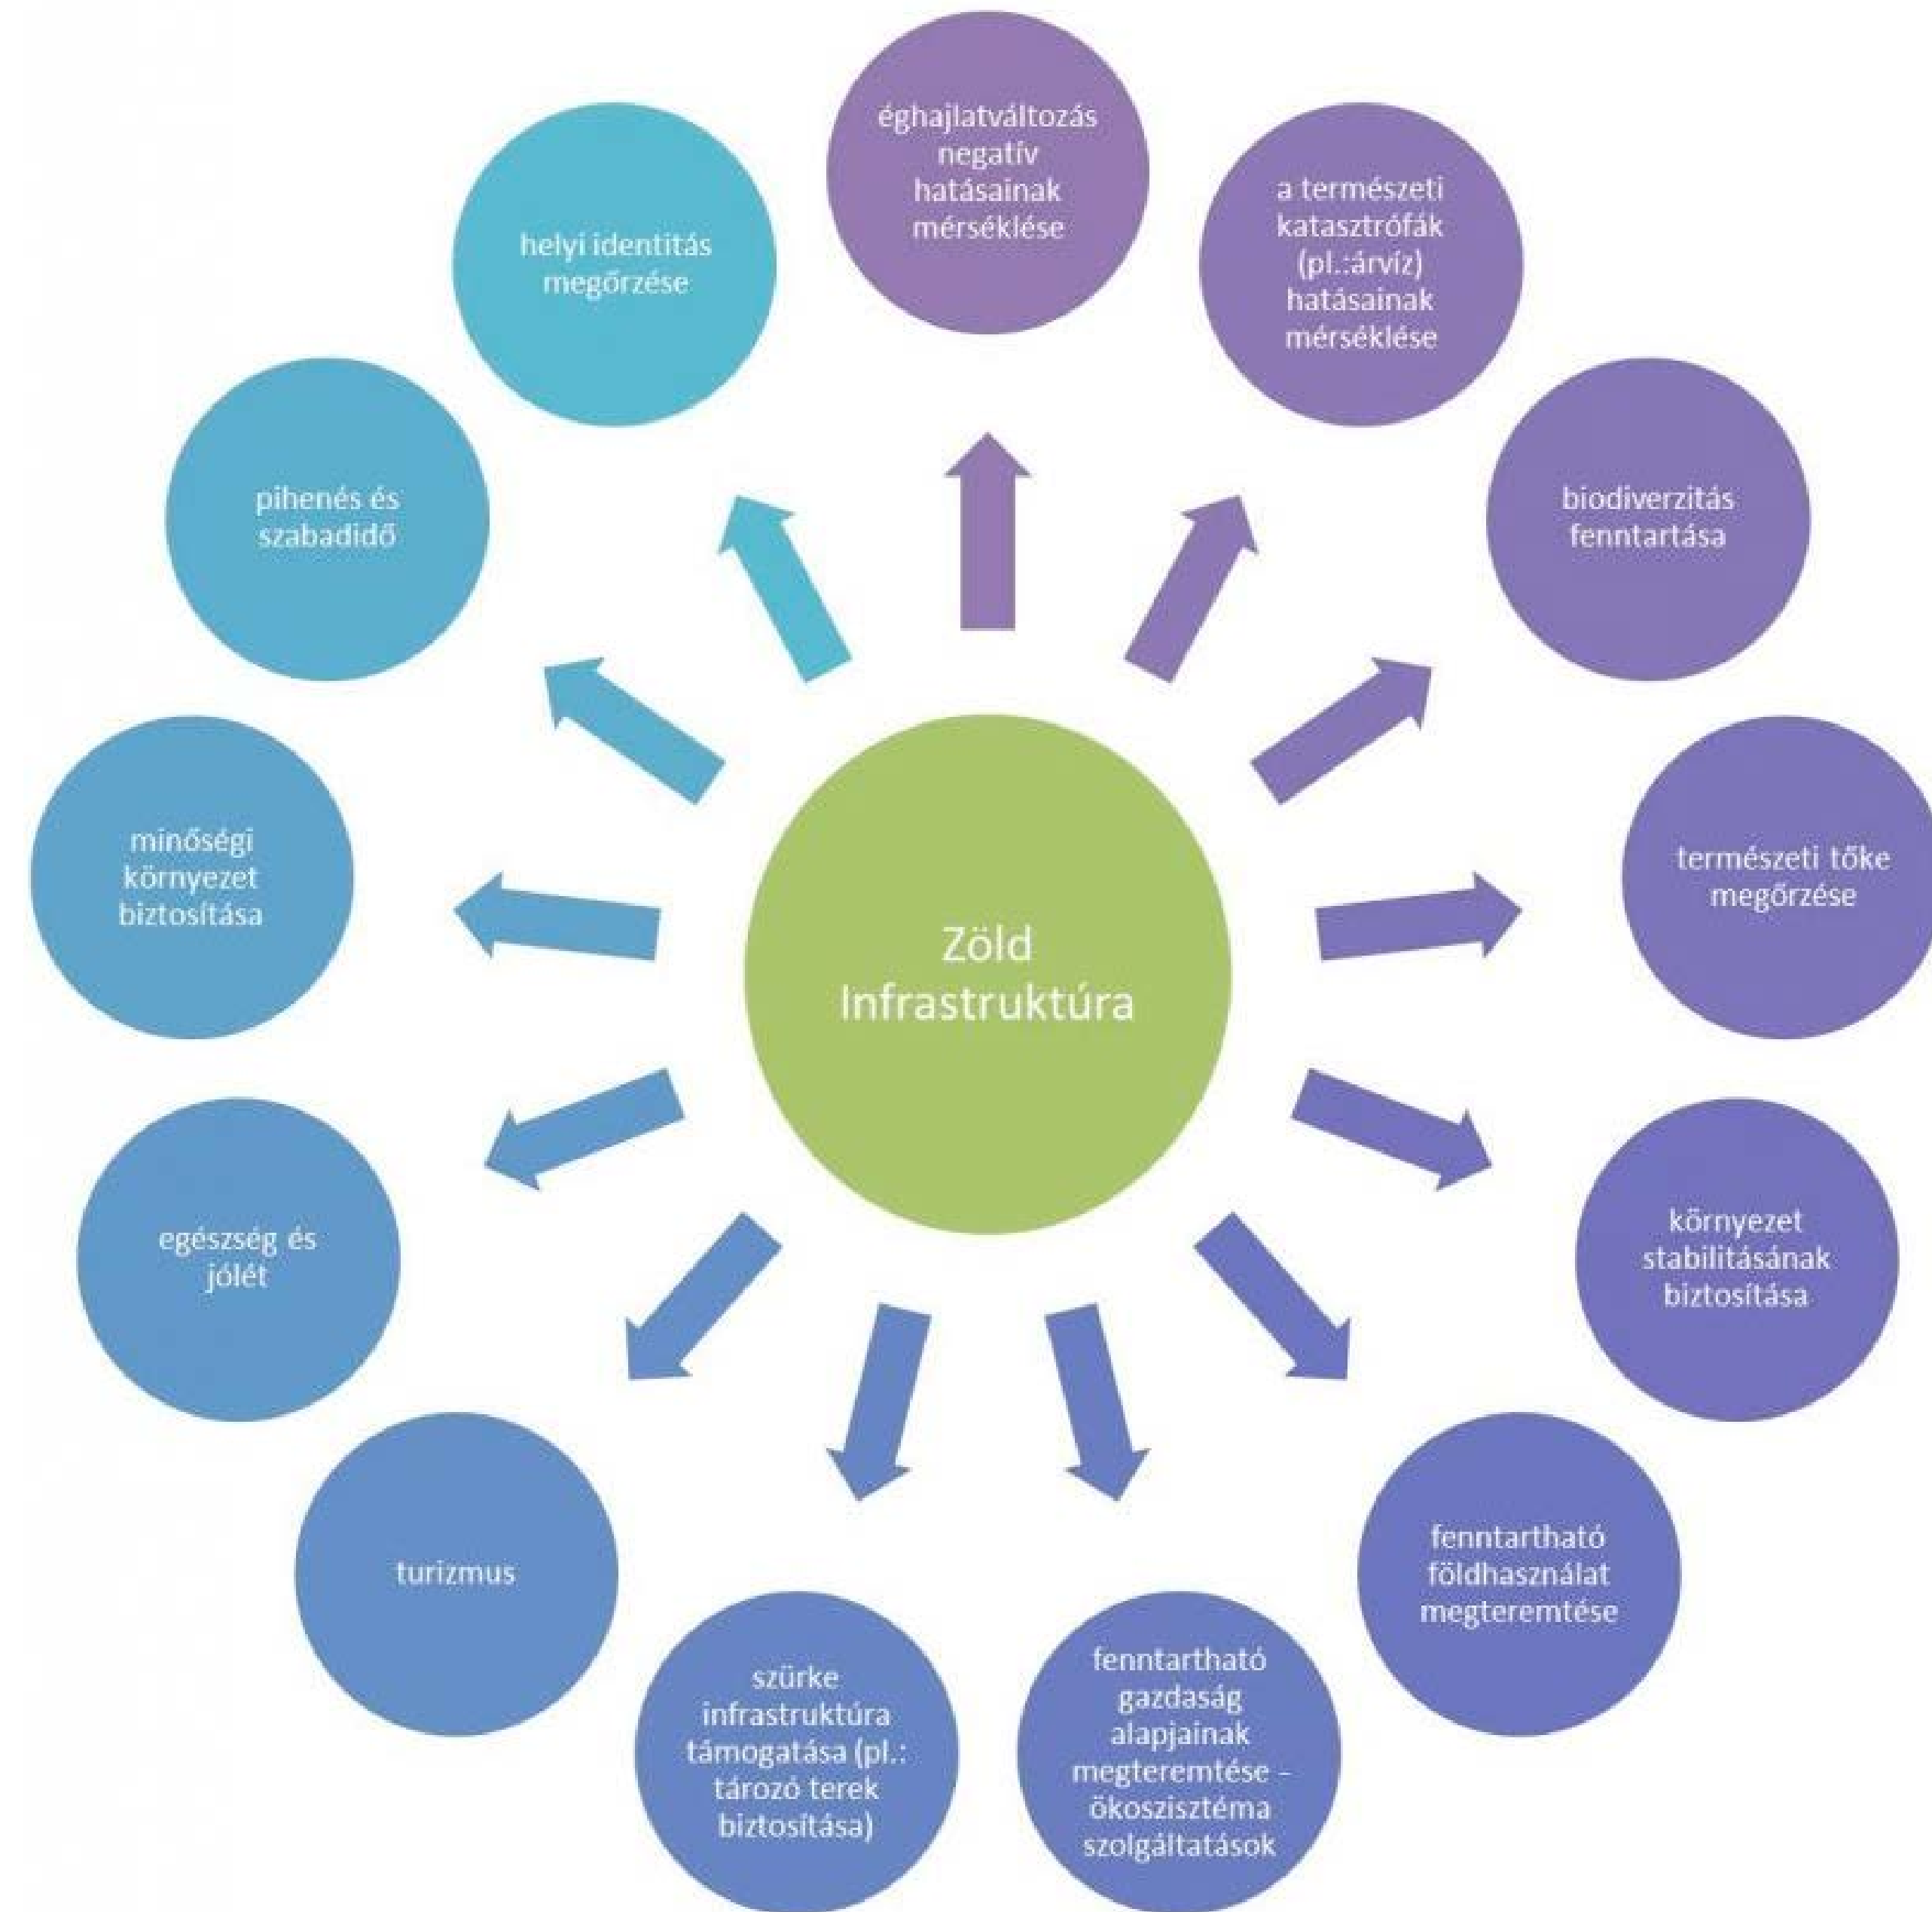 éghajlatváltozás
negatív
hatásainak
mérséklése
a természeti
katasztrófák
(pl.:árvíz)
hatásainak
mérséklése
biodiverzitás
fenntartása
természeti tőke
megőrzése
környezet
stabilitásának
biztosítása
fenntartható
földhasználat
megteremtése
fenntartható
gazdaság
alapjainak
megteremtése –
ökoszisztéma
szolgáltatások
szürke
infrastruktúra
támogatása (pl.:
tározó terek
biztosítása)
turizmus
egészség és
jólét
minőségi
környezet
biztosítása
pihenés és
szabadidő
helyi identitás
megőrzése
Zöld
Infrastruktúra